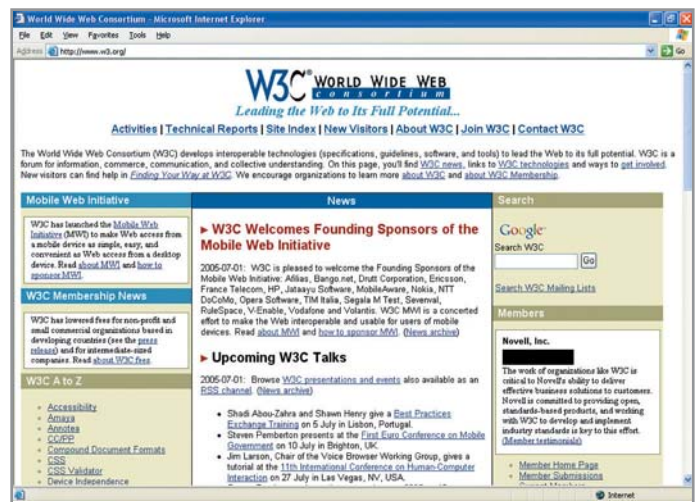 World Wide Web Consortium - Microsoft Internet Explorer
File Edit View Favorites Tools Help
Address http://www.w3.org/ Go
W3C® WORLD WIDE WEB
consortium
Leading the Web to Its Full Potential...
Activities | Technical Reports | Site Index | New Visitors | About W3C | Join W3C | Contact W3C
The World Wide Web Consortium (W3C) develops interoperable technologies (specifications, guidelines, software, and tools) to lead the Web to its full potential. W3C is a
forum for information, commerce, communication, and collective understanding. On this page, you'll find W3C news, links to W3C technologies and ways to get involved.
New visitors can find help in Finding Your Way at W3C. We encourage organizations to learn more about W3C and about W3C Membership.
Mobile Web Initiative
W3C has launched the Mobile Web
Initiative (MWI) to make Web access from
a mobile device as simple, easy, and
convenient as Web access from a desktop
device. Read about MWI and how to
sponsor MWI.
W3C Membership News
W3C has lowered fees for non-profit and
small commercial organizations based in
developing countries (see the press
release) and for intermediate-sized
companies. Read about W3C fees.
W3C A to Z
Accessibility
Amaya
Annotea
CC/PP
Compound Document Formats
CSS
CSS Validator
Device Independence
News
▸ W3C Welcomes Founding Sponsors of the
Mobile Web Initiative
2005-07-01: W3C is pleased to welcome the Founding Sponsors of the
Mobile Web Initiative: Afilias, Bango.net, Drutt Corporation, Ericsson,
France Telecom, HP, Jataayu Software, MobileAware, Nokia, NTT
DoCoMo, Opera Software, TIM Italia, Segala M Test, Sevenval,
RuleSpace, V-Enable, Vodafone and Volantis. W3C MWI is a concerted
effort to make the Web interoperable and usable for users of mobile
devices. Read about MWI and how to sponsor MWI. (News archive)
▸ Upcoming W3C Talks
2005-07-01: Browse W3C presentations and events also available as an
RSS channel. (News archive)
Shadi Abou-Zahra and Shawn Henry give a Best Practices
Exchange Training on 5 July in Lisbon, Portugal.
Steven Pemberton presents at the First Euro Conference on Mobile
Government on 10 July in Brighton, UK.
Jim Larson, Chair of the Voice Browser Working Group, gives a
tutorial at the 11th International Conference on Human-Computer
Interaction on 27 July in Las Vegas, NV, USA.
Search
Google
Search W3C
Go
Search W3C Mailing Lists
Members
Novell, Inc.
The work of organizations like W3C is
critical to Novell's ability to deliver
effective business solutions to customers.
Novell is committed to providing open,
standards-based products, and working
with W3C to develop and implement
industry standards is key to this effort.
(Member testimonials)
Member Home Page
Member Submissions
Internet